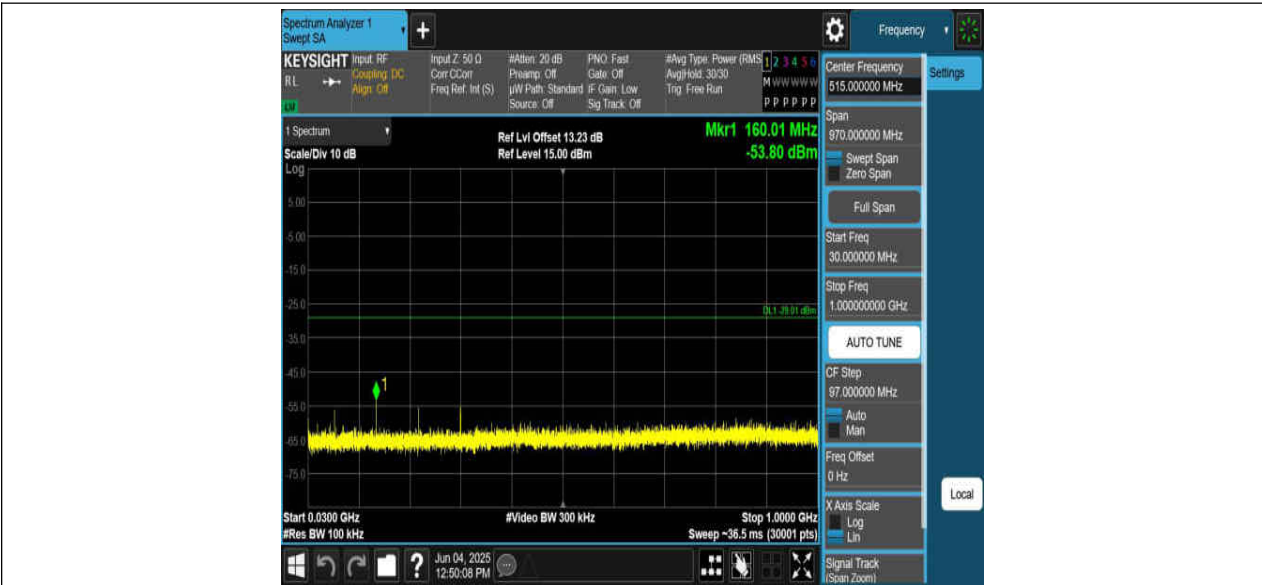 Spectrum Analyzer 1
Swept SA
+
Frequency
KEYSIGHT
RL
LM
Input: RF
Coupling: DC
Align: Off
Input Z: 50 Ω
Corr CCorr
Freq Ref: Int (S)
#Atten: 20 dB
Preamp: Off
µW Path: Standard
Source: Off
PNO: Fast
Gate: Off
IF Gain: Low
Sig Track: Off
#Avg Type: Power (RMS
Avg|Hold: 30/30
Trig: Free Run
1 2 3 4 5 6
M W W W W W
P P P P P P
1 Spectrum
Scale/Div 10 dB
Log
Ref Lvl Offset 13.23 dB
Ref Level 15.00 dBm
Mkr1 160.01 MHz
-53.80 dBm
5.00
-5.00
-15.0
-25.0
DL1 -29.01 dBm
-35.0
-45.0
1
-55.0
-65.0
-75.0
Start 0.0300 GHz
#Res BW 100 kHz
#Video BW 300 kHz
Stop 1.0000 GHz
Sweep ~36.5 ms (30001 pts)
?
Jun 04, 2025
12:50:08 PM
Center Frequency
515.000000 MHz
Span
970.000000 MHz
Swept Span
Zero Span
Full Span
Start Freq
30.000000 MHz
Stop Freq
1.000000000 GHz
AUTO TUNE
CF Step
97.000000 MHz
Auto
Man
Freq Offset
0 Hz
X Axis Scale
Log
Lin
Signal Track
(Span Zoom)
Settings
Local